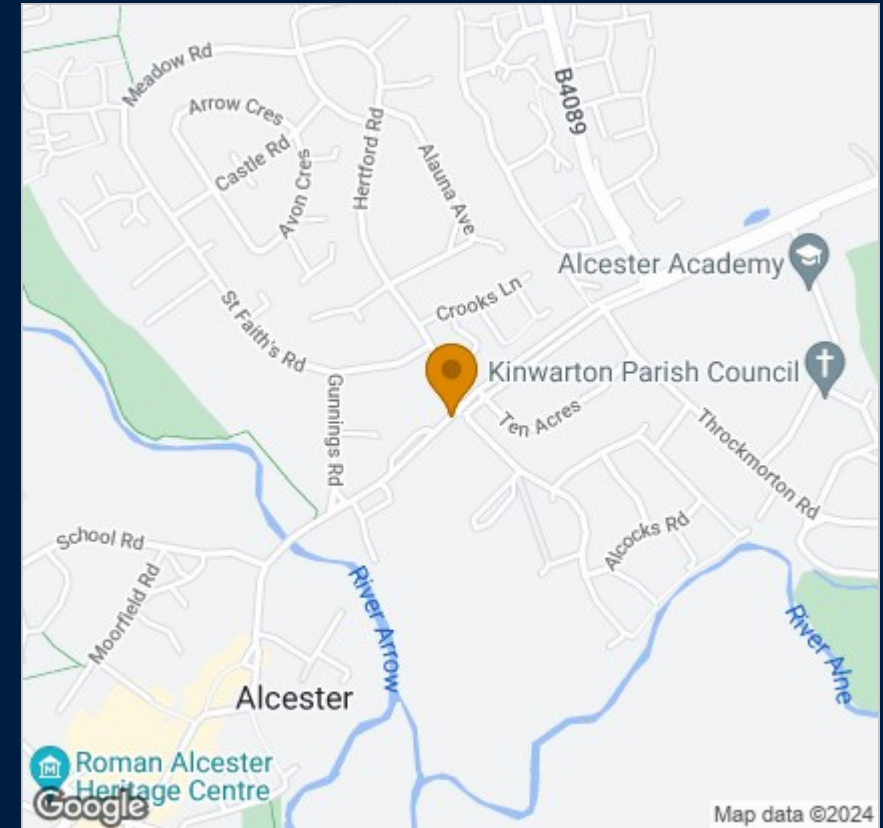 Meadow Rd
B4089
Arrow Cres
Castle Rd
Avon Cres
Hertford Rd
Alauna Ave
Alcester Academy
Crooks Ln
St Faith's Rd
Gunnings Rd
Kinwarton Parish Council
Ten Acres
Throckmorton Rd
School Rd
Alcocks Rd
Moorfield Rd
River Arrow
River Alne
Alcester
Roman Alcester
Heritage Centre
Google
Map data ©2024